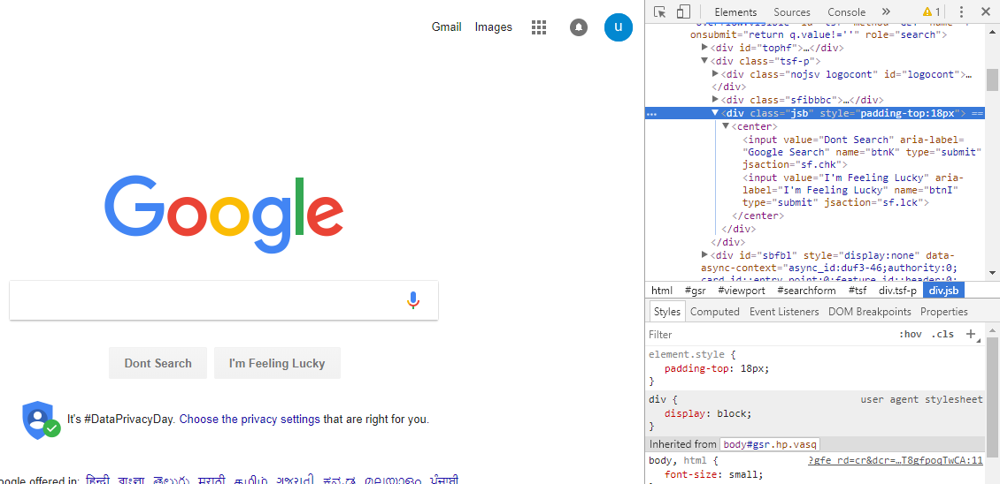 Gmail Images u
Google
Dont Search I'm Feeling Lucky
It's #DataPrivacyDay. Choose the privacy settings that are right for you.
offered in: हिन्दी বাংলা తెలుగు मराठी தமிழ் ગુજરાતી ಕನ್ನಡ മലയാളം ਪੰਜਾਬੀ
Elements Sources Console » 1
onsubmit="return q.value!=''" role="search">
<div id="tophf">…</div>
<div class="tsf-p">
<div class="nojsv logocont" id="logocont">…
</div>
<div class="sfibbbc">…</div>
… <div class="jsb" style="padding-top:18px"> ==
<center>
<input value="Dont Search" aria-label=
"Google Search" name="btnK" type="submit"
jsaction="sf.chk">
<input value="I'm Feeling Lucky" aria-
label="I'm Feeling Lucky" name="btnI"
type="submit" jsaction="sf.lck">
</center>
</div>
</div>
<div id="sbfbl" style="display:none" data-
async-context="async_id:duf3-46;authority:0;
card_id:;entry_point:0;feature_id:;header:0;
html #gsr #viewport #searchform #tsf div.tsf-p div.jsb
Styles Computed Event Listeners DOM Breakpoints Properties
Filter :hov .cls +
element.style {
padding-top: 18px;
}
div { user agent stylesheet
display: block;
}
Inherited from body#gsr.hp.vasq
body, html { ?gfe_rd=cr&dcr=…T8gfpoqTwCA:11
font-size: small;